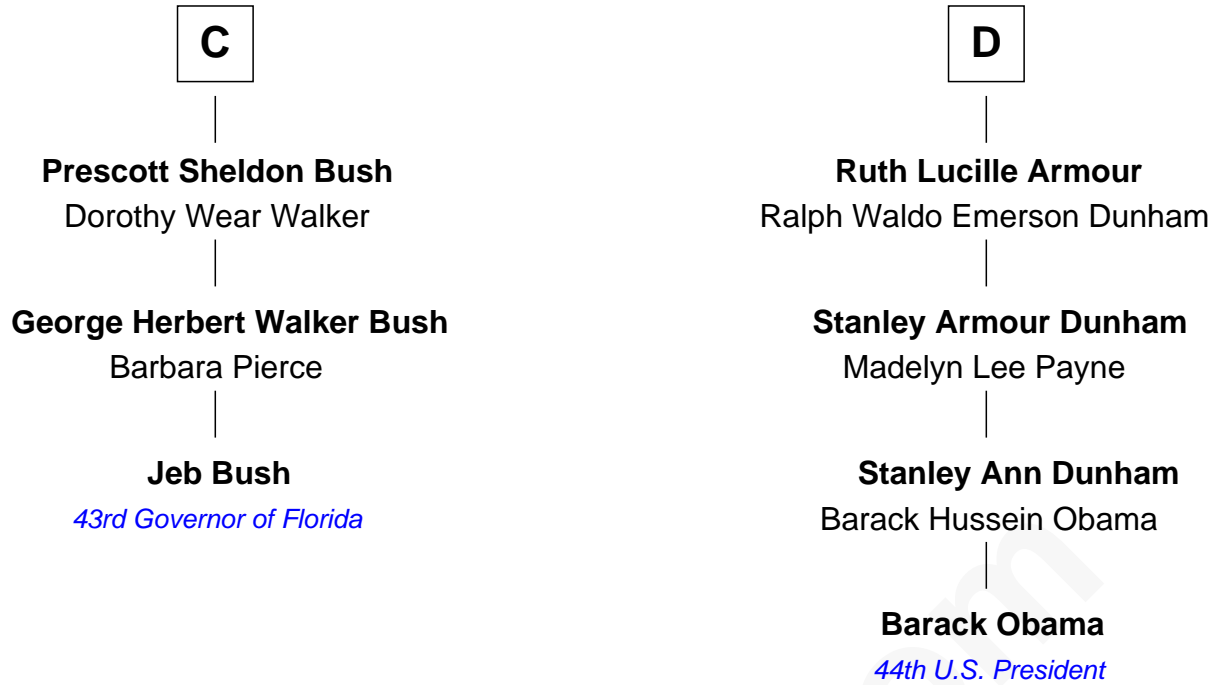 C
Prescott Sheldon Bush
Dorothy Wear Walker
George Herbert Walker Bush
Barbara Pierce
Jeb Bush
43rd Governor of Florida
D
Ruth Lucille Armour
Ralph Waldo Emerson Dunham
Stanley Armour Dunham
Madelyn Lee Payne
Stanley Ann Dunham
Barack Hussein Obama
Barack Obama
44th U.S. President